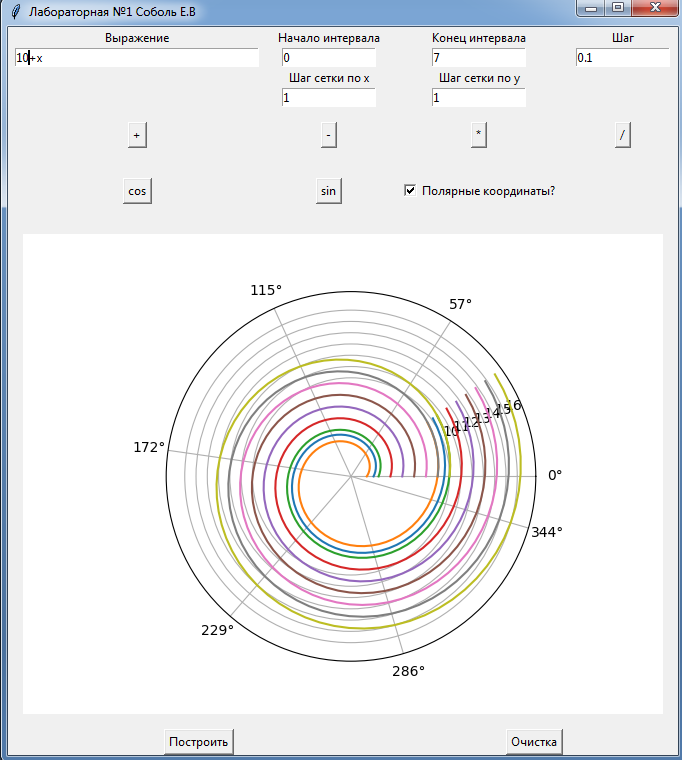 Лабораторная №1 Соболь Е.В
Выражение
Начало интервала
Конец интервала
Шаг
10+x
0
7
0.1
Шаг сетки по x
Шаг сетки по y
1
1
+
-
*
/
cos
sin
Полярные координаты?
115°
57°
10
11
12
13
14
15
16
172°
0°
344°
229°
286°
Построить
Очистка